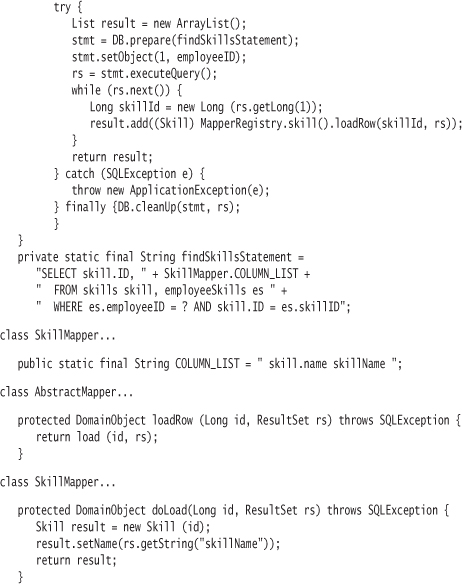 try {
List result = new ArrayList();
stmt = DB.prepare(findSkillsStatement);
stmt.setObject(1, employeeID);
rs = stmt.executeQuery();
while (rs.next()) {
Long skillId = new Long (rs.getLong(1));
result.add((Skill) MapperRegistry.skill().loadRow(skillId, rs));
}
return result;
} catch (SQLException e) {
throw new ApplicationException(e);
} finally {DB.cleanUp(stmt, rs);
}
}
private static final String findSkillsStatement =
"SELECT skill.ID, " + SkillMapper.COLUMN_LIST +
"  FROM skills skill, employeeSkills es " +
"  WHERE es.employeeID = ? AND skill.ID = es.skillID";
class SkillMapper...
public static final String COLUMN_LIST = " skill.name skillName ";
class AbstractMapper...
protected DomainObject loadRow (Long id, ResultSet rs) throws SQLException {
return load (id, rs);
}
class SkillMapper...
protected DomainObject doLoad(Long id, ResultSet rs) throws SQLException {
Skill result = new Skill (id);
result.setName(rs.getString("skillName"));
return result;
}